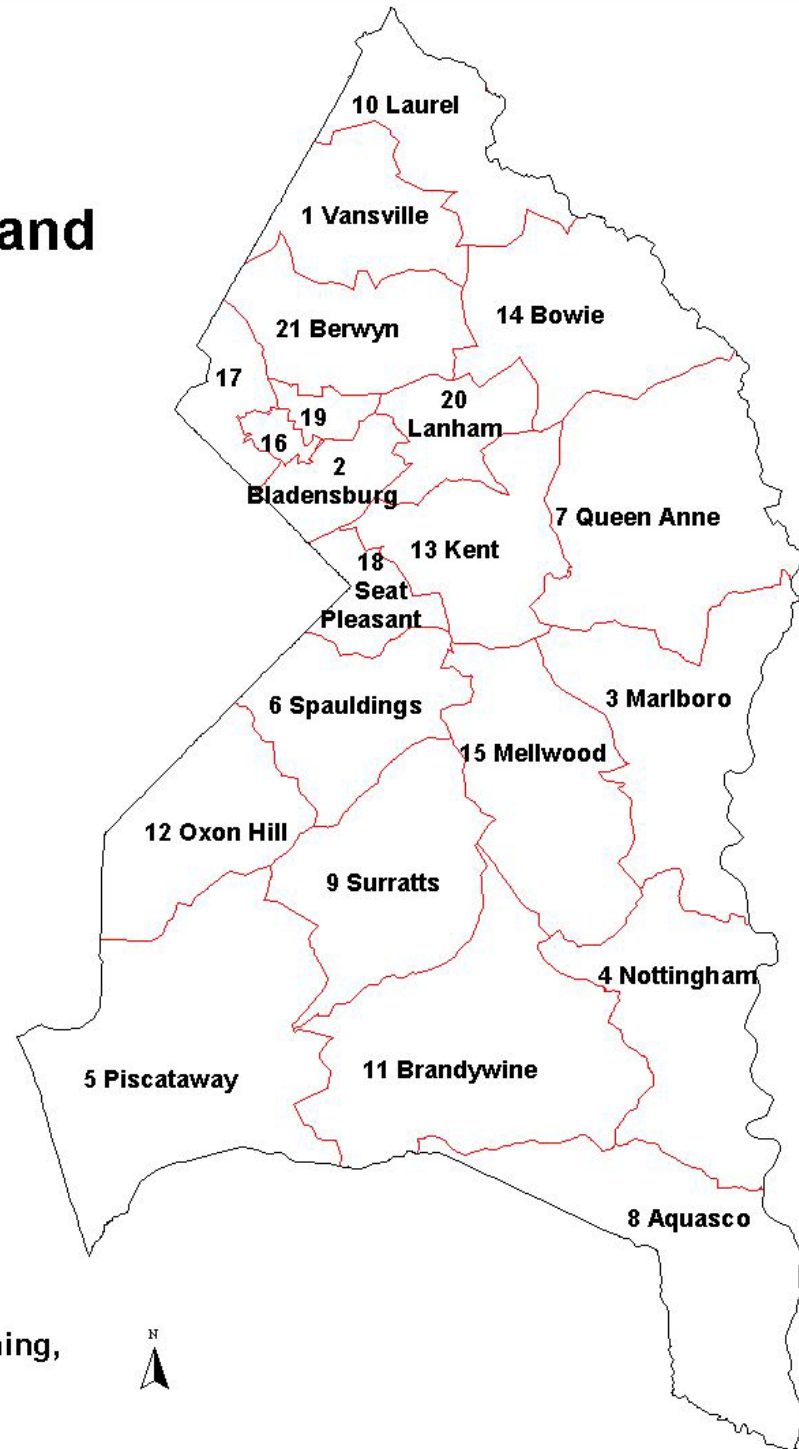 10 Laurel
1 Vansville
and
14 Bowie
21 Berwyn
17
20
Lanham
19
16
2
Bladensburg
7 Queen Anne
13 Kent
18
Seat
Pleasant
3 Marlboro
6 Spauldings
15 Mellwood
12 Oxon Hill
9 Surratts
4 Nottingham
11 Brandywine
5 Piscataway
8 Aquasco
N
ing,